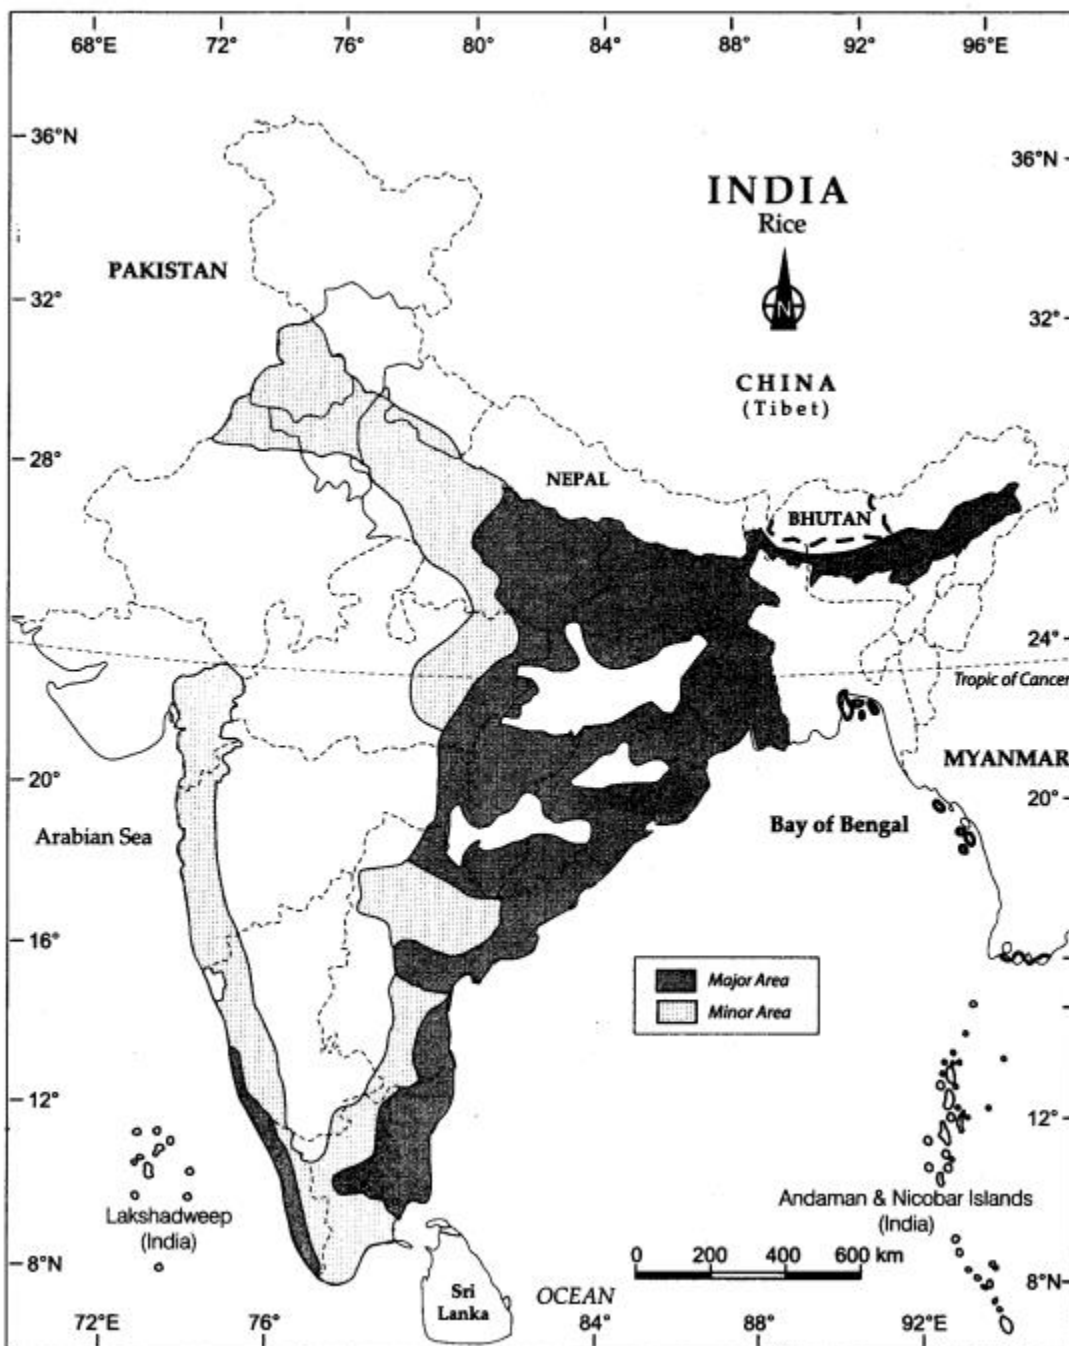 68°E 72° 76° 80° 84° 88° 92° 96°E
36°N
36°N
INDIA
Rice
PAKISTAN
N
32°
32°
CHINA
(Tibet)
28°
28°
NEPAL
BHUTAN
24°
Tropic of Cancer
MYANMAR
20°
20°
Arabian Sea
Bay of Bengal
16°
Major Area
Minor Area
12°
12°
Lakshadweep
(India)
Andaman & Nicobar Islands
(India)
0 200 400 600 km
8°N
8°N
Sri
Lanka
OCEAN
72°E 76° 84° 88° 92°E